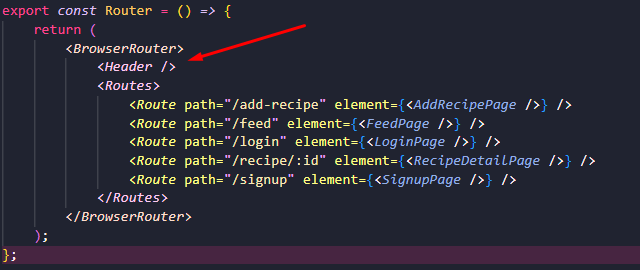 export const Router = () => {
    return (
        <BrowserRouter>
            <Header />
            <Routes>
                <Route path="/add-recipe" element={<AddRecipePage />} />
                <Route path="/feed" element={<FeedPage />} />
                <Route path="/login" element={<LoginPage />} />
                <Route path="/recipe/:id" element={<RecipeDetailPage />} />
                <Route path="/signup" element={<SignupPage />} />
            </Routes>
        </BrowserRouter>
    );
};